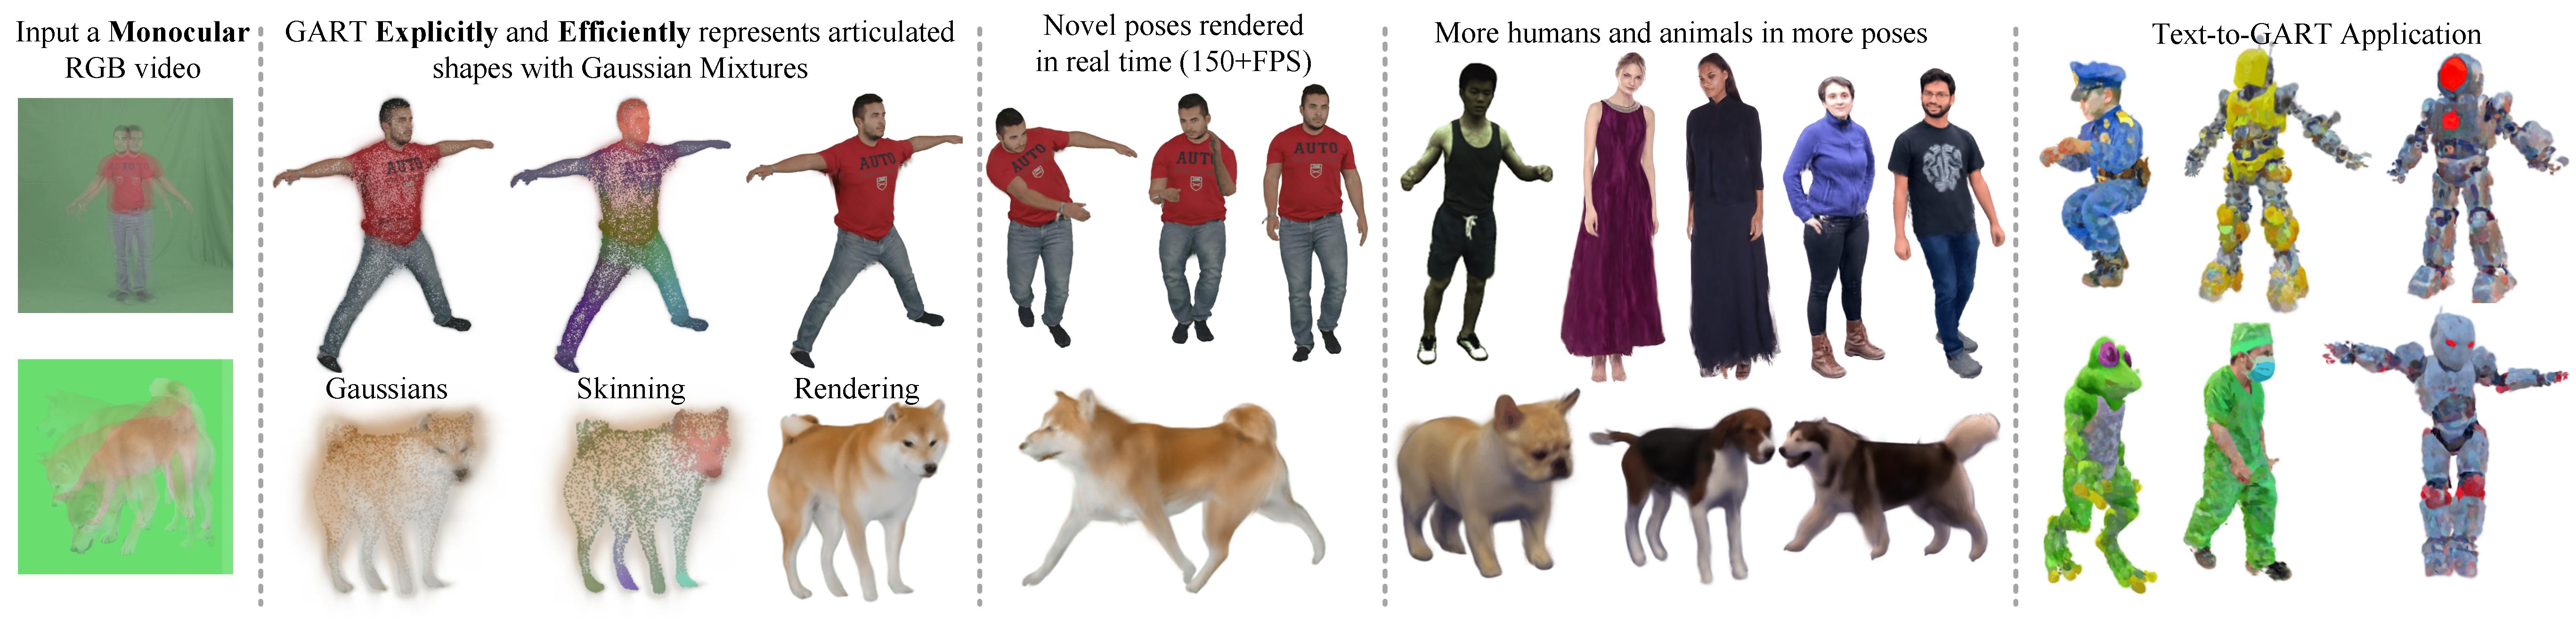 Input a Monocular
RGB video
GART Explicitly and Efficiently represents articulated
shapes with Gaussian Mixtures
Novel poses rendered
in real time (150+FPS)
More humans and animals in more poses
Text-to-GART Application
AUTO
AUTO
AUTO
AUTO
AUT
Gaussians
Skinning
Rendering